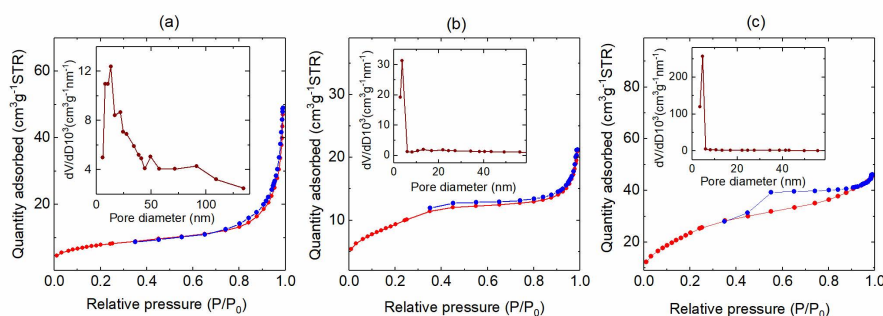 (a)
Quantity adsorbed (cm³g⁻¹STR)
60
40
20
0.0 0.2 0.4 0.6 0.8 1.0
Relative pressure (P/P₀)
dV/dD10³(cm³g⁻¹nm⁻¹)
12
8
4
0 25 50 75 100 125
Pore diameter (nm)
(b)
Quantity adsorbed (cm³g⁻¹STR)
30
20
10
0.0 0.2 0.4 0.6 0.8 1.0
Relative pressure (P/P₀)
dV/dD10³(cm³g⁻¹nm⁻¹)
30
20
10
0
0 20 40
Pore diameter (nm)
(c)
Quantity adsorbed (cm³g⁻¹STR)
80
60
40
20
0.0 0.2 0.4 0.6 0.8 1.0
Relative pressure (P/P₀)
dV/dD10³(cm³g⁻¹nm⁻¹)
200
100
0
0 20 40
Pore diameter (nm)